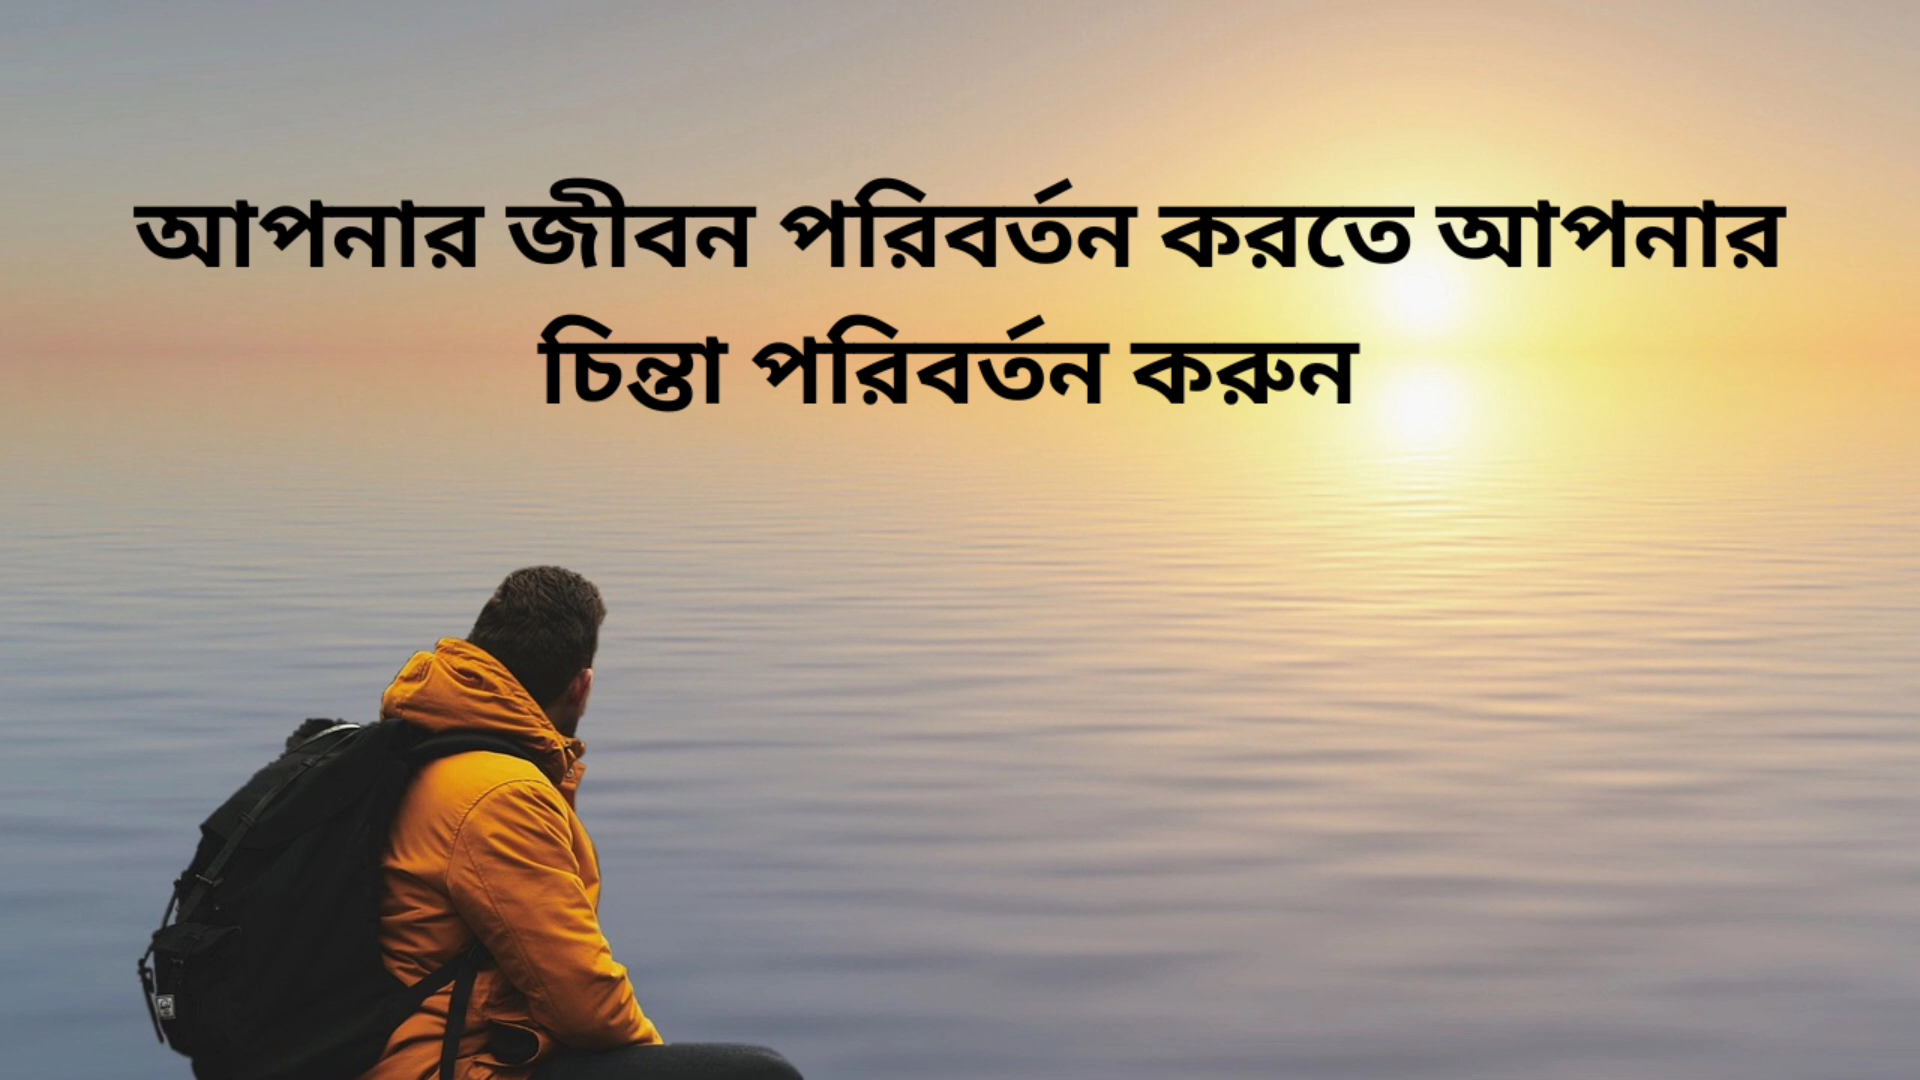 আপনার জীবন পরিবর্তন করতে আপনার
চিন্তা পরিবর্তন করুন